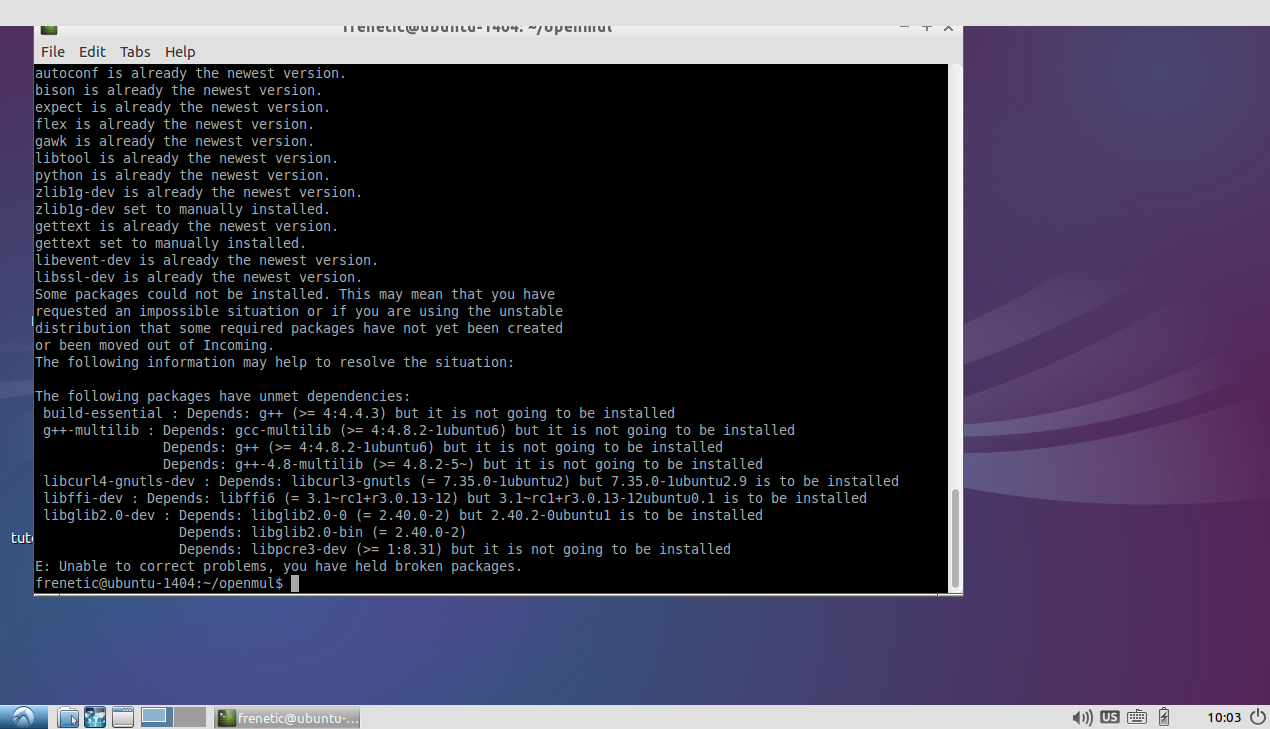 frenetic@ubuntu-1404: ~/openmul
File Edit Tabs Help
autoconf is already the newest version.
bison is already the newest version.
expect is already the newest version.
flex is already the newest version.
gawk is already the newest version.
libtool is already the newest version.
python is already the newest version.
zlib1g-dev is already the newest version.
zlib1g-dev set to manually installed.
gettext is already the newest version.
gettext set to manually installed.
libevent-dev is already the newest version.
libssl-dev is already the newest version.
Some packages could not be installed. This may mean that you have
requested an impossible situation or if you are using the unstable
distribution that some required packages have not yet been created
or been moved out of Incoming.
The following information may help to resolve the situation:
The following packages have unmet dependencies:
build-essential : Depends: g++ (>= 4:4.4.3) but it is not going to be installed
g++-multilib : Depends: gcc-multilib (>= 4:4.8.2-1ubuntu6) but it is not going to be installed
Depends: g++ (>= 4:4.8.2-1ubuntu6) but it is not going to be installed
Depends: g++-4.8-multilib (>= 4.8.2-5~) but it is not going to be installed
libcurl4-gnutls-dev : Depends: libcurl3-gnutls (= 7.35.0-1ubuntu2) but 7.35.0-1ubuntu2.9 is to be installed
libffi-dev : Depends: libffi6 (= 3.1~rc1+r3.0.13-12) but 3.1~rc1+r3.0.13-12ubuntu0.1 is to be installed
libglib2.0-dev : Depends: libglib2.0-0 (= 2.40.0-2) but 2.40.2-0ubuntu1 is to be installed
Depends: libglib2.0-bin (= 2.40.0-2)
Depends: libpcre3-dev (>= 1:8.31) but it is not going to be installed
E: Unable to correct problems, you have held broken packages.
frenetic@ubuntu-1404:~/openmul$
tut
frenetic@ubuntu-...
US
10:03